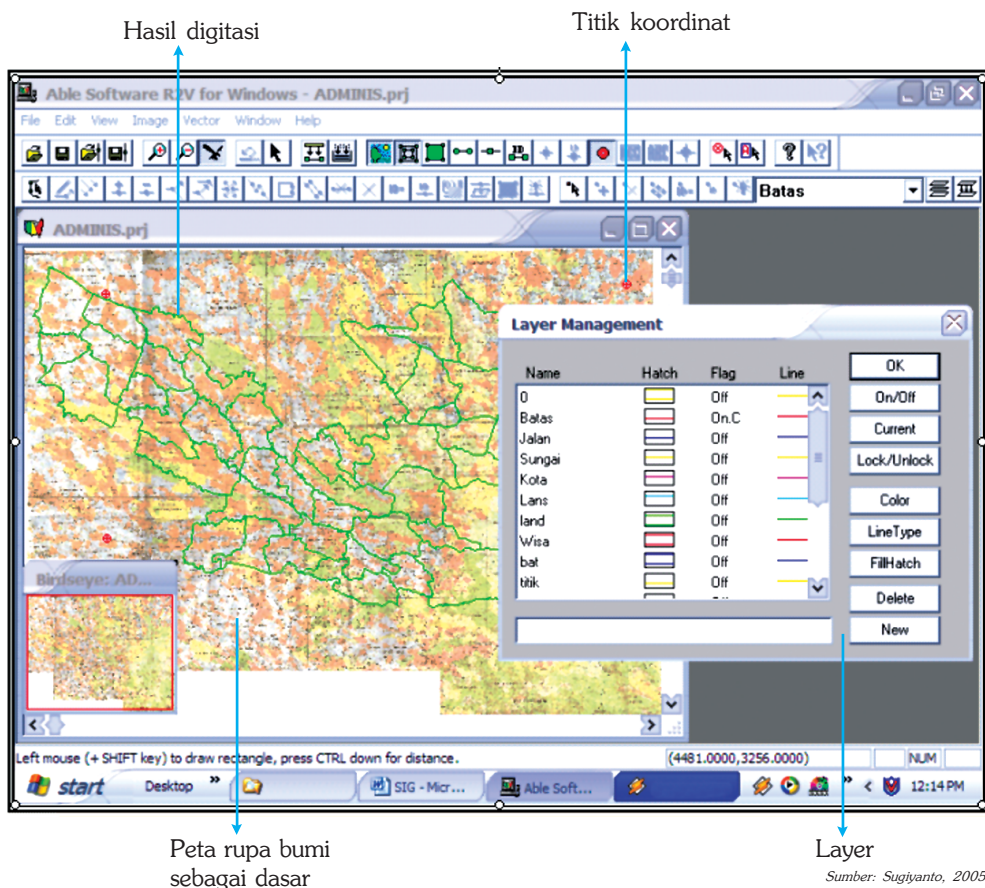 Hasil digitasi
Titik koordinat
Able Software R2V for Windows - ADMINIS.prj
File Edit View Image Vector Window Help
Batas
ADMINIS.prj
Layer Management
Name Hatch Flag Line
0 Off
Batas On.C
Jalan Off
Sungai Off
Kota Off
Lans Off
land Off
Wisa Off
bat Off
titik Off
OK
On/Off
Current
Lock/Unlock
Color
LineType
FillHatch
Delete
New
Birdseye: AD...
Left mouse (+ SHIFT key) to draw rectangle, press CTRL down for distance.
(4481.0000,3256.0000)
NUM
start Desktop » SIG - Micr... Able Soft... » 12:14 PM
Peta rupa bumi
sebagai dasar
Layer
Sumber: Sugiyanto, 2005